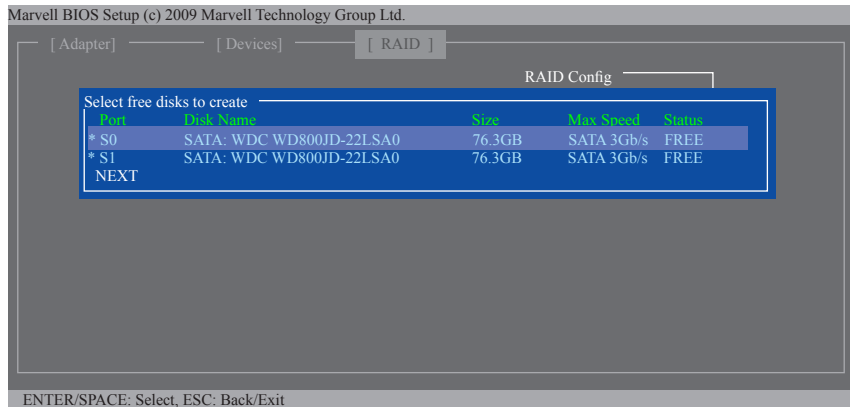 Marvell BIOS Setup (c) 2009 Marvell Technology Group Ltd.
[ Adapter] [ Devices] [ RAID ]
RAID Config
Select free disks to create
Port Disk Name Size Max Speed Status
* S0 SATA: WDC WD800JD-22LSA0 76.3GB SATA 3Gb/s FREE
* S1 SATA: WDC WD800JD-22LSA0 76.3GB SATA 3Gb/s FREE
NEXT
ENTER/SPACE: Select, ESC: Back/Exit